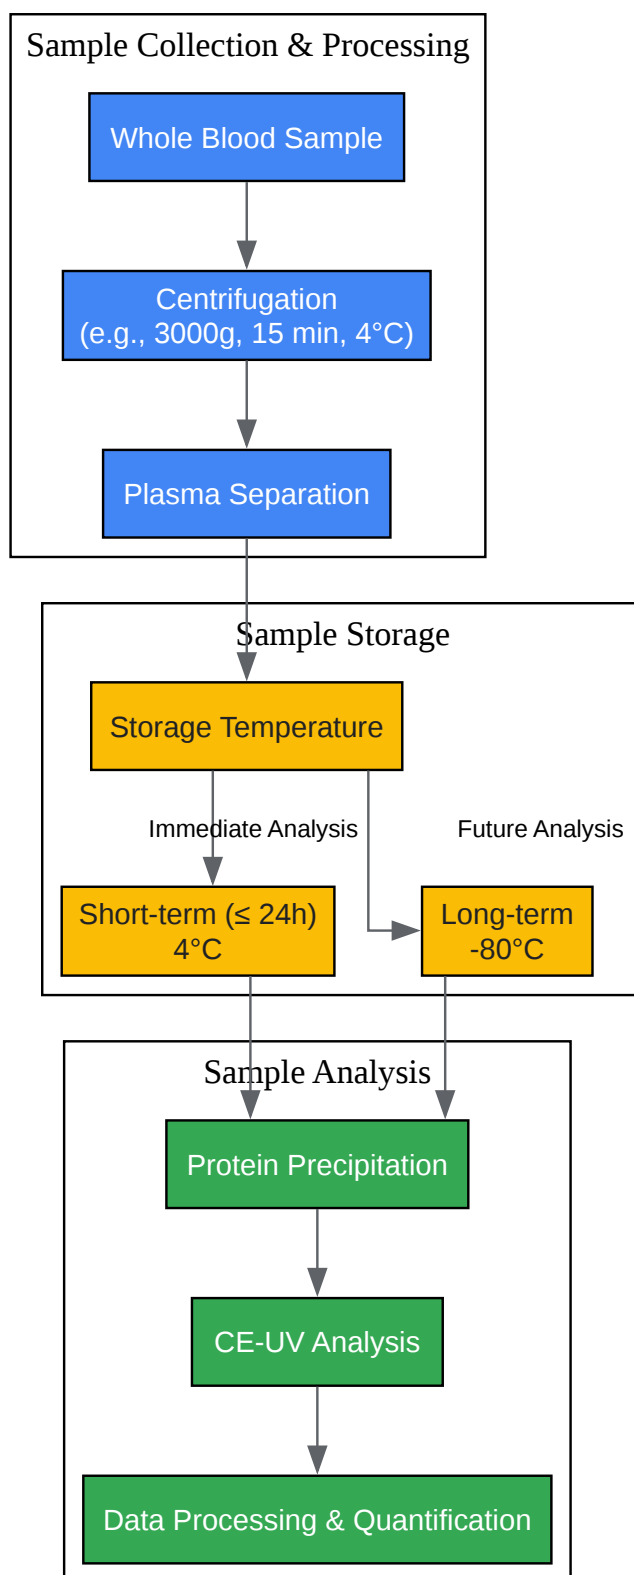 Sample Collection & Processing
Whole Blood Sample
Centrifugation
(e.g., 3000g, 15 min, 4°C)
Plasma Separation
Sample Storage
Storage Temperature
Immediate Analysis
Future Analysis
Short-term (≤ 24h)
4°C
Long-term
-80°C
Sample Analysis
Protein Precipitation
CE-UV Analysis
Data Processing & Quantification